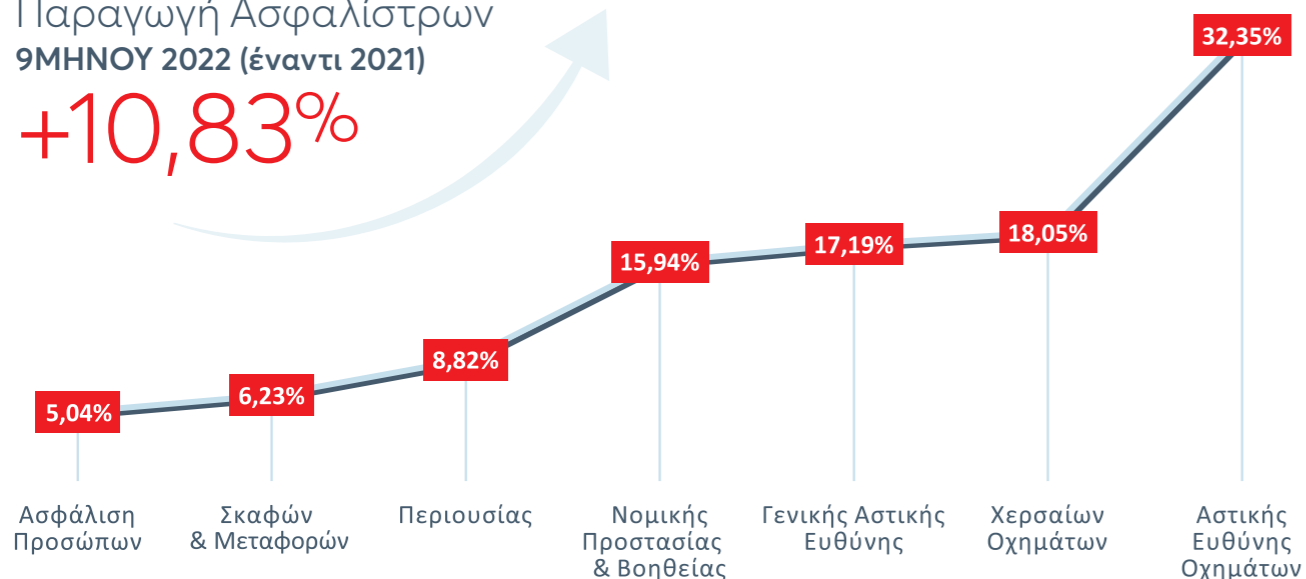 Παραγωγή Ασφαλίστρων
9ΜΗΝΟΥ 2022 (έναντι 2021)
+10,83%
5,04%
6,23%
8,82%
15,94%
17,19%
18,05%
32,35%
Ασφάλιση
Προσώπων
Σκαφών
& Μεταφορών
Περιουσίας
Νομικής
Προστασίας
& Βοηθείας
Γενικής Αστικής
Ευθύνης
Χερσαίων
Οχημάτων
Αστικής
Ευθύνης
Οχημάτων